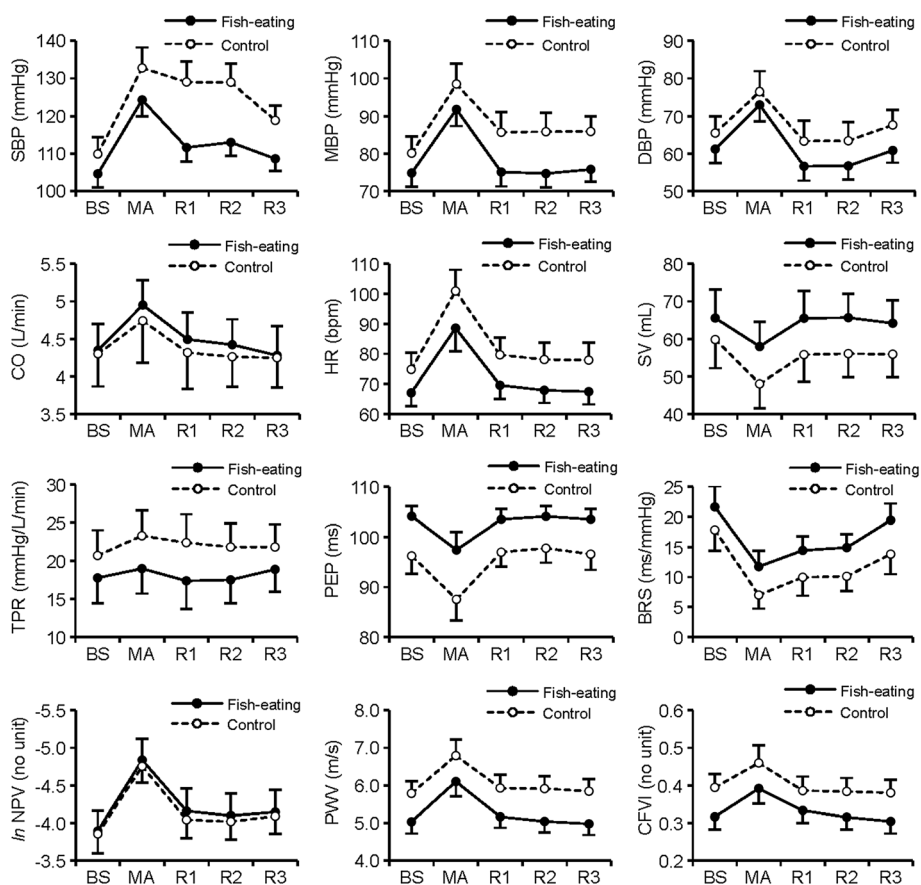 Fish-eating
Control
SBP (mmHg)
140
130
120
110
100
BS MA R1 R2 R3
Fish-eating
Control
MBP (mmHg)
110
100
90
80
70
BS MA R1 R2 R3
Fish-eating
Control
DBP (mmHg)
90
80
70
60
50
BS MA R1 R2 R3
Fish-eating
Control
CO (L/min)
5.5
5
4.5
4
3.5
BS MA R1 R2 R3
Fish-eating
Control
HR (bpm)
110
100
90
80
70
60
BS MA R1 R2 R3
Fish-eating
Control
SV (mL)
80
70
60
50
40
BS MA R1 R2 R3
Fish-eating
Control
TPR (mmHg/L/min)
30
25
20
15
10
BS MA R1 R2 R3
Fish-eating
Control
PEP (ms)
110
100
90
80
BS MA R1 R2 R3
Fish-eating
Control
BRS (ms/mmHg)
25
20
15
10
5
0
BS MA R1 R2 R3
Fish-eating
Control
ln NPV (no unit)
-5.5
-5.0
-4.5
-4.0
-3.5
BS MA R1 R2 R3
Fish-eating
Control
PWV (m/s)
8.0
7.0
6.0
5.0
4.0
BS MA R1 R2 R3
Fish-eating
Control
CFVI (no unit)
0.6
0.5
0.4
0.3
0.2
BS MA R1 R2 R3